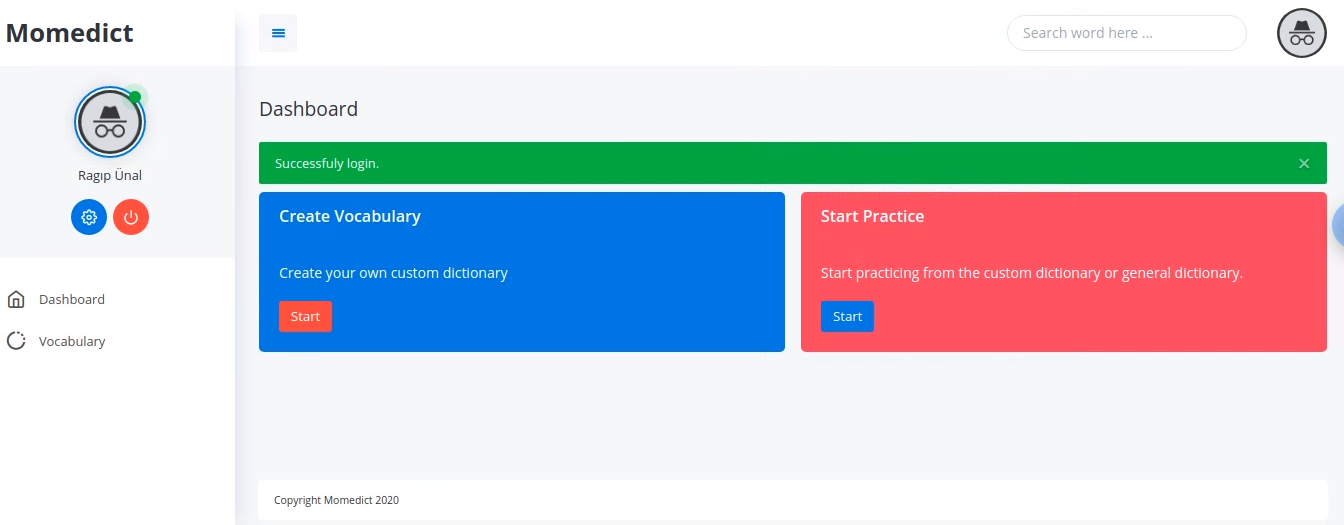 Momedict
Search word here ...
Ragıp Ünal
Dashboard
Vocabulary
Dashboard
Successfuly login.
Create Vocabulary
Create your own custom dictionary
Start
Start Practice
Start practicing from the custom dictionary or general dictionary.
Start
Copyright Momedict 2020